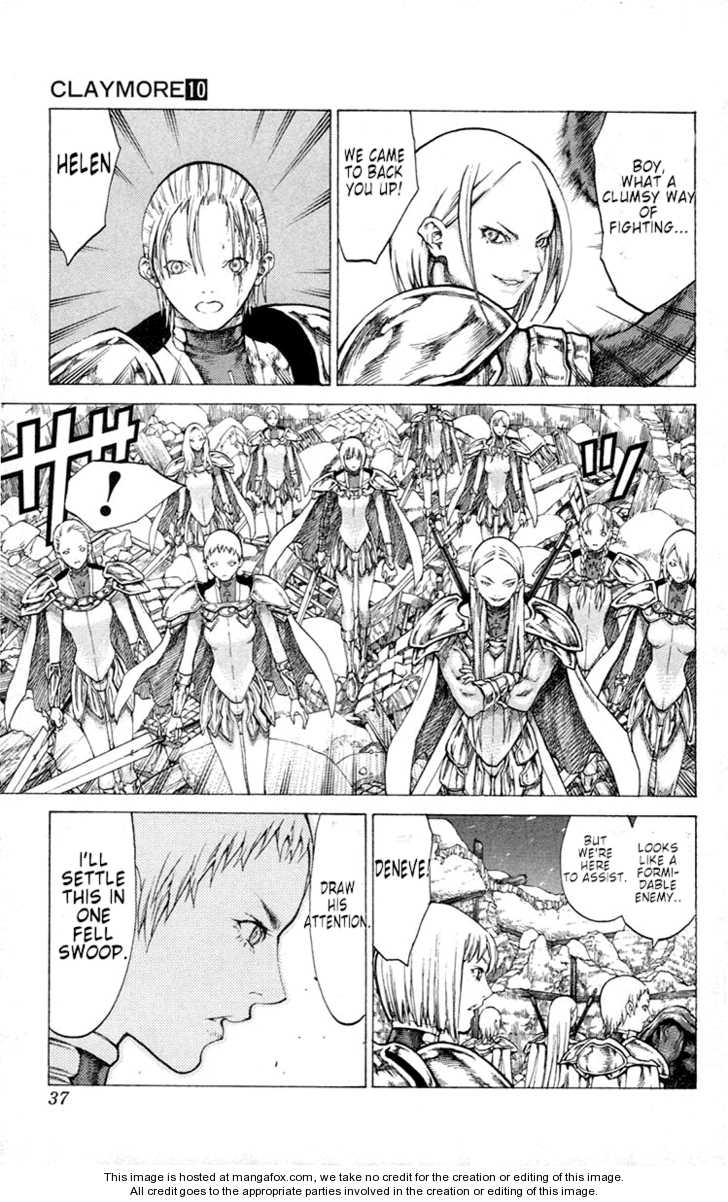 CLAYMORE 10
BOY,
WHAT A
CLUMSY WAY
OF
FIGHTING...
WE CAME
TO BACK
YOU UP!
HELEN
!
LOOKS
LIKE A
FORMI-
DABLE
ENEMY..
BUT
WE'RE
HERE
TO ASSIST.
DENEVE!
DRAW
HIS
ATTENTION.
I'LL
SETTLE
THIS IN
ONE
FELL
SWOOP.
37
This image is hosted at mangafox.com, we take no credit for the creation or editing of this image.
All credit goes to the appropriate parties involved in creation or editing of this image.